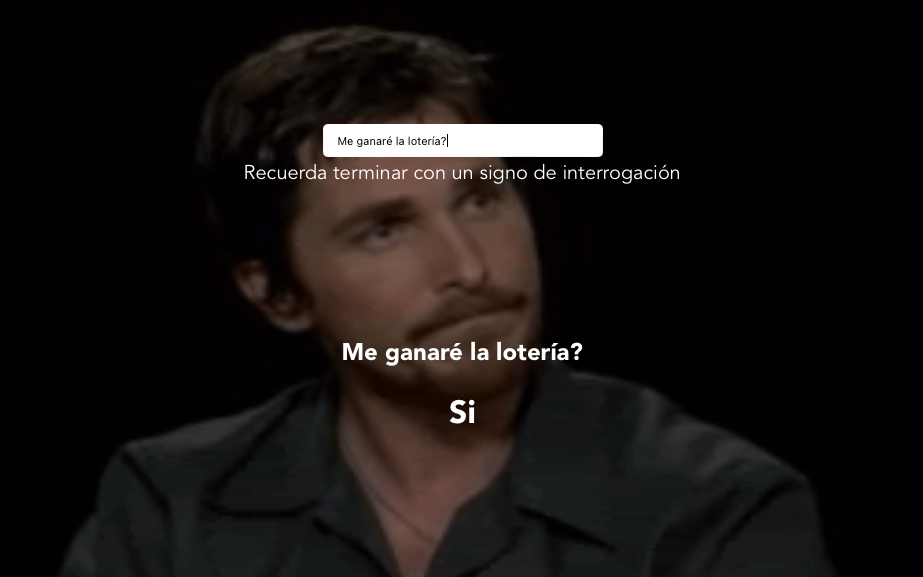 Me ganaré la lotería?
Recuerda terminar con un signo de interrogación
Me ganaré la lotería?
Si